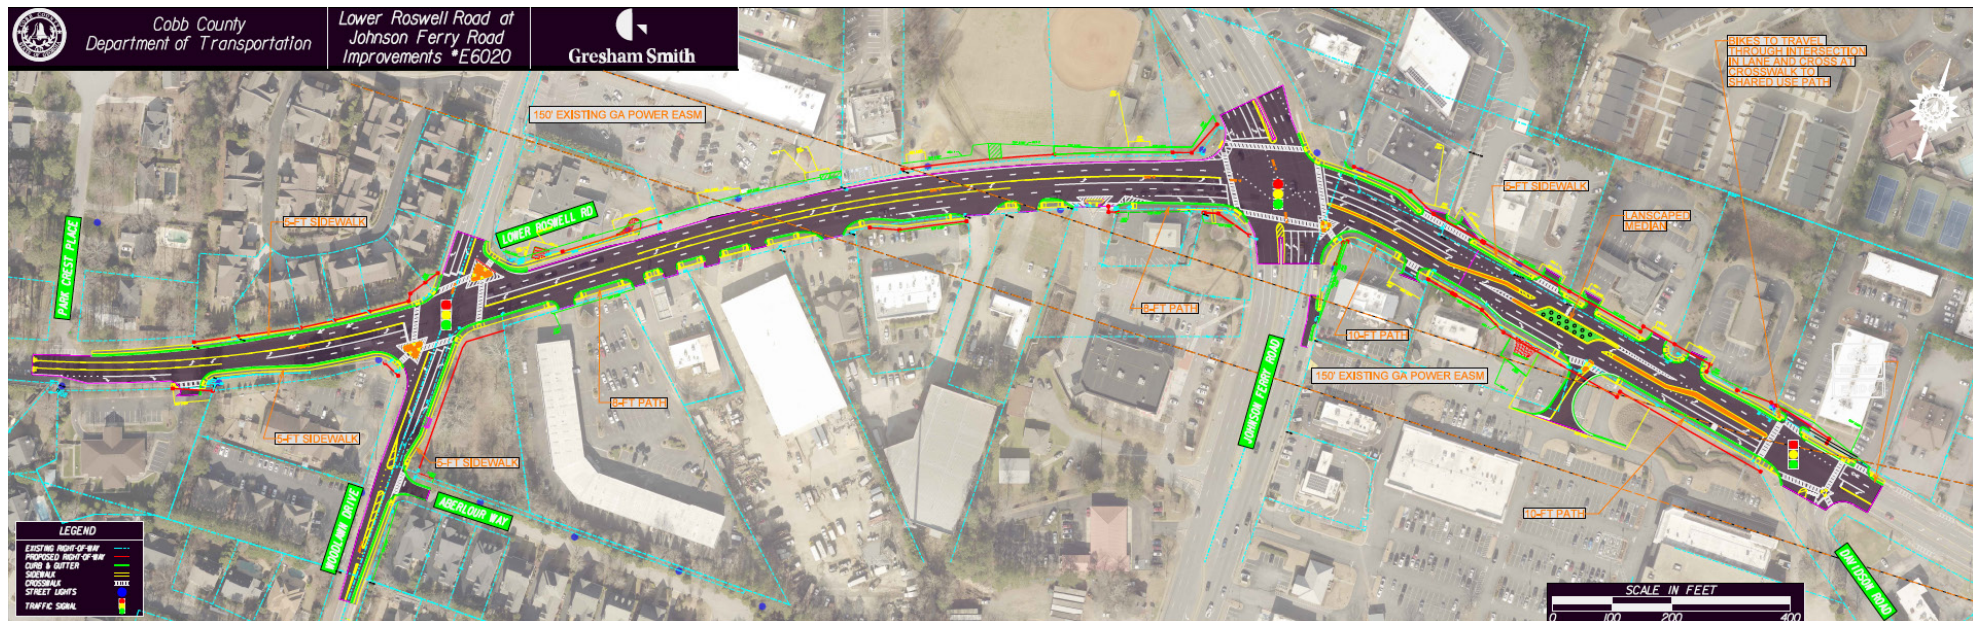 Cobb County
Department of Transportation
Lower Roswell Road at
Johnson Ferry Road
Improvements #E6020
Gresham Smith
BIKES TO TRAVEL
THROUGH INTERSECTION
IN LANE AND CROSS AT
CROSSWALK TO
SHARED USE PATH
150' EXISTING GA POWER EASM
5-FT SIDEWALK
LANSCAPED
MEDIAN
5-FT SIDEWALK
LOWER ROSWELL RD
PARK CREST PLACE
8-FT PATH
10-FT PATH
JOHNSON FERRY ROAD
150' EXISTING GA POWER EASM
8-FT PATH
5-FT SIDEWALK
5-FT SIDEWALK
WOODLAWN DRIVE
ABERLOUR WAY
10-FT PATH
DAVIDSON ROAD
LEGEND
EXISTING RIGHT-OF-WAY
PROPOSED RIGHT-OF-WAY
CURB & GUTTER
SIDEWALK
CROSSWALK
STREET LIGHTS
TRAFFIC SIGNAL
SCALE IN FEET
0 100 200 400